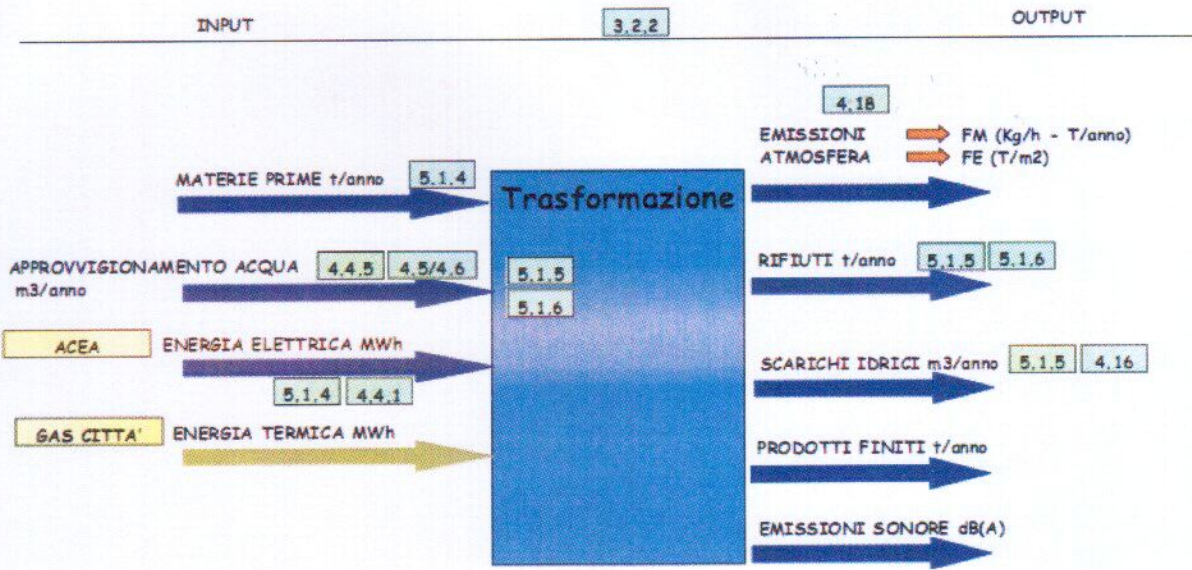 INPUT
3.2.2
OUTPUT
4.18
EMISSIONI
ATMOSFERA
FM (Kg/h - T/anno)
FE (T/m2)
MATERIE PRIME t/anno
5.1.4
Trasformazione
APPROVVIGIONAMENTO ACQUA
m3/anno
4.4.5
4.5/4.6
5.1.5
5.1.6
RIFIUTI t/anno
5.1.5
5.1.6
ACEA
ENERGIA ELETTRICA MWh
5.1.4
4.4.1
SCARICHI IDRICI m3/anno
5.1.5
4.16
GAS CITTA'
ENERGIA TERMICA MWh
PRODOTTI FINITI t/anno
EMISSIONI SONORE dB(A)